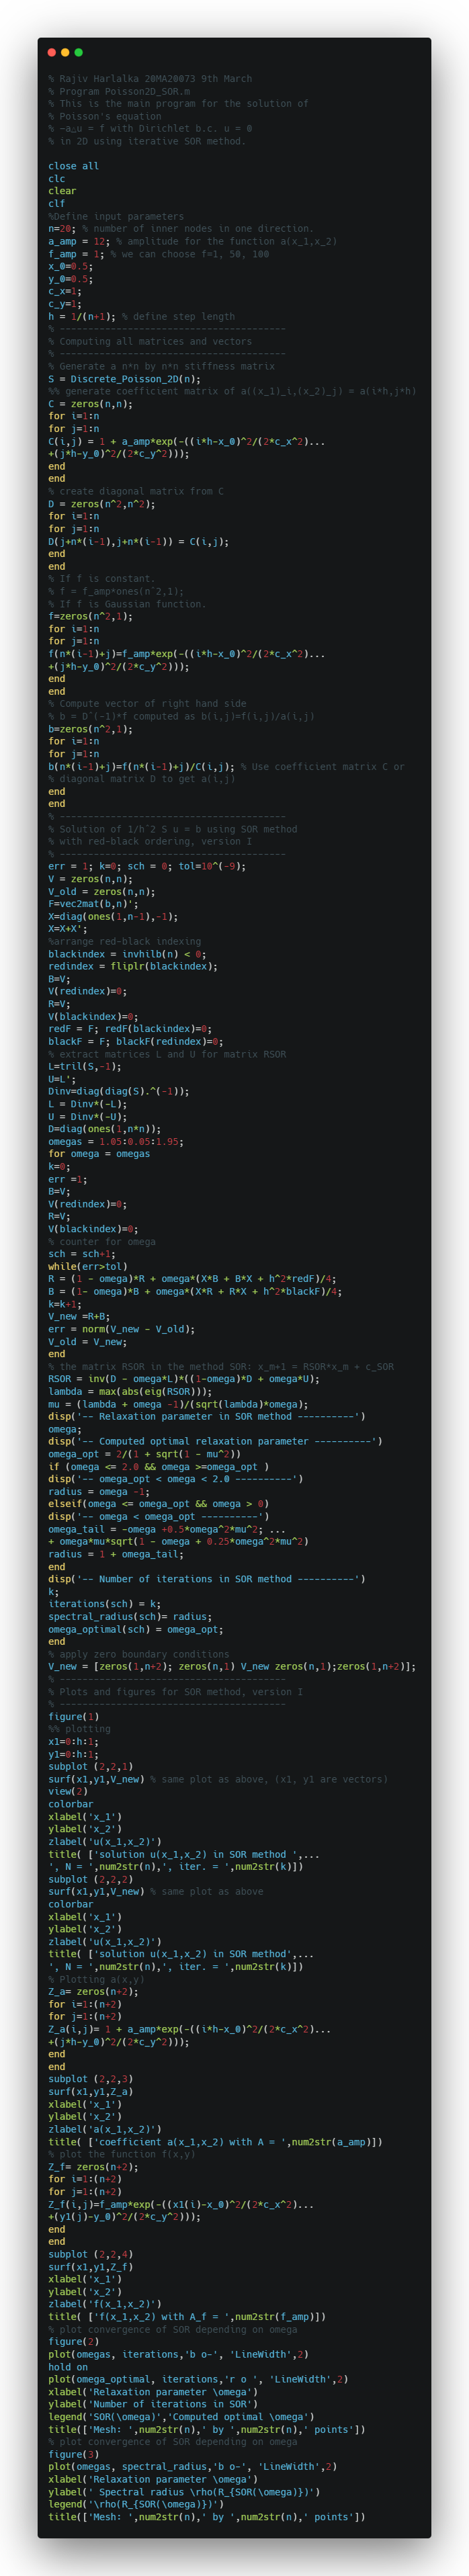 % Rajiv Harlalka 20MA20073 9th March
% Program Poisson2D_SOR.m
% This is the main program for the solution of
% Poisson's equation
% -a△u = f with Dirichlet b.c. u = 0
% in 2D using iterative SOR method.
close all
clc
clear
clf
%Define input parameters
n=20; % number of inner nodes in one direction.
a_amp = 12; % amplitude for the function a(x_1,x_2)
f_amp = 1; % we can choose f=1, 50, 100
x_0=0.5;
y_0=0.5;
c_x=1;
c_y=1;
h = 1/(n+1); % define step length
% ----------------------------------------
% Computing all matrices and vectors
% ----------------------------------------
% Generate a n*n by n*n stiffness matrix
S = Discrete_Poisson_2D(n);
%% generate coefficient matrix of a((x_1)_i,(x_2)_j) = a(i*h,j*h)
C = zeros(n,n);
for i=1:n
for j=1:n
C(i,j) = 1 + a_amp*exp(-((i*h-x_0)^2/(2*c_x^2)...
+(j*h-y_0)^2/(2*c_y^2)));
end
end
% create diagonal matrix from C
D = zeros(n^2,n^2);
for i=1:n
for j=1:n
D(j+n*(i-1),j+n*(i-1)) = C(i,j);
end
end
% If f is constant.
% f = f_amp*ones(nˆ2,1);
% If f is Gaussian function.
f=zeros(n^2,1);
for i=1:n
for j=1:n
f(n*(i-1)+j)=f_amp*exp(-((i*h-x_0)^2/(2*c_x^2)...
+(j*h-y_0)^2/(2*c_y^2)));
end
end
% Compute vector of right hand side
% b = Dˆ(-1)*f computed as b(i,j)=f(i,j)/a(i,j)
b=zeros(n^2,1);
for i=1:n
for j=1:n
b(n*(i-1)+j)=f(n*(i-1)+j)/C(i,j); % Use coefficient matrix C or
% diagonal matrix D to get a(i,j)
end
end
% ----------------------------------------
% Solution of 1/hˆ2 S u = b using SOR method
% with red-black ordering, version I
% ----------------------------------------
err = 1; k=0; sch = 0; tol=10^(-9);
V = zeros(n,n);
V_old = zeros(n,n);
F=vec2mat(b,n)';
X=diag(ones(1,n-1),-1);
X=X+X';
%arrange red-black indexing
blackindex = invhilb(n) < 0;
redindex = fliplr(blackindex);
B=V;
V(redindex)=0;
R=V;
V(blackindex)=0;
redF = F; redF(blackindex)=0;
blackF = F; blackF(redindex)=0;
% extract matrices L and U for matrix RSOR
L=tril(S,-1);
U=L';
Dinv=diag(diag(S).^(-1));
L = Dinv*(-L);
U = Dinv*(-U);
D=diag(ones(1,n*n));
omegas = 1.05:0.05:1.95;
for omega = omegas
k=0;
err =1;
B=V;
V(redindex)=0;
R=V;
V(blackindex)=0;
% counter for omega
sch = sch+1;
while(err>tol)
R = (1 - omega)*R + omega*(X*B + B*X + h^2*redF)/4;
B = (1- omega)*B + omega*(X*R + R*X + h^2*blackF)/4;
k=k+1;
V_new =R+B;
err = norm(V_new - V_old);
V_old = V_new;
end
% the matrix RSOR in the method SOR: x_m+1 = RSOR*x_m + c_SOR
RSOR = inv(D - omega*L)*((1-omega)*D + omega*U);
lambda = max(abs(eig(RSOR)));
mu = (lambda + omega -1)/(sqrt(lambda)*omega);
disp('-- Relaxation parameter in SOR method ----------')
omega;
disp('-- Computed optimal relaxation parameter ----------')
omega_opt = 2/(1 + sqrt(1 - mu^2))
if (omega <= 2.0 && omega >=omega_opt )
disp('-- omega_opt < omega < 2.0 ----------')
radius = omega -1;
elseif(omega <= omega_opt && omega > 0)
disp('-- omega < omega_opt ----------')
omega_tail = -omega +0.5*omega^2*mu^2; ...
+ omega*mu*sqrt(1 - omega + 0.25*omega^2*mu^2)
radius = 1 + omega_tail;
end
disp('-- Number of iterations in SOR method ----------')
k;
iterations(sch) = k;
spectral_radius(sch)= radius;
omega_optimal(sch) = omega_opt;
end
% apply zero boundary conditions
V_new = [zeros(1,n+2); zeros(n,1) V_new zeros(n,1);zeros(1,n+2)];
% ----------------------------------------
% Plots and figures for SOR method, version I
% ----------------------------------------
figure(1)
%% plotting
x1=0:h:1;
y1=0:h:1;
subplot (2,2,1)
surf(x1,y1,V_new) % same plot as above, (x1, y1 are vectors)
view(2)
colorbar
xlabel('x_1')
ylabel('x_2')
zlabel('u(x_1,x_2)')
title( ['solution u(x_1,x_2) in SOR method ',...
', N = ',num2str(n),', iter. = ',num2str(k)])
subplot (2,2,2)
surf(x1,y1,V_new) % same plot as above
colorbar
xlabel('x_1')
ylabel('x_2')
zlabel('u(x_1,x_2)')
title( ['solution u(x_1,x_2) in SOR method',...
', N = ',num2str(n),', iter. = ',num2str(k)])
% Plotting a(x,y)
Z_a= zeros(n+2);
for i=1:(n+2)
for j=1:(n+2)
Z_a(i,j)= 1 + a_amp*exp(-((i*h-x_0)^2/(2*c_x^2)...
+(j*h-y_0)^2/(2*c_y^2)));
end
end
subplot (2,2,3)
surf(x1,y1,Z_a)
xlabel('x_1')
ylabel('x_2')
zlabel('a(x_1,x_2)')
title( ['coefficient a(x_1,x_2) with A = ',num2str(a_amp)])
% plot the function f(x,y)
Z_f= zeros(n+2);
for i=1:(n+2)
for j=1:(n+2)
Z_f(i,j)=f_amp*exp(-((x1(i)-x_0)^2/(2*c_x^2)...
+(y1(j)-y_0)^2/(2*c_y^2)));
end
end
subplot (2,2,4)
surf(x1,y1,Z_f)
xlabel('x_1')
ylabel('x_2')
zlabel('f(x_1,x_2)')
title( ['f(x_1,x_2) with A_f = ',num2str(f_amp)])
% plot convergence of SOR depending on omega
figure(2)
plot(omegas, iterations,'b o-', 'LineWidth',2)
hold on
plot(omega_optimal, iterations,'r o ', 'LineWidth',2)
xlabel('Relaxation parameter \omega')
ylabel('Number of iterations in SOR')
legend('SOR(\omega)','Computed optimal \omega')
title(['Mesh: ',num2str(n),' by ',num2str(n),' points'])
% plot convergence of SOR depending on omega
figure(3)
plot(omegas, spectral_radius,'b o-', 'LineWidth',2)
xlabel('Relaxation parameter \omega')
ylabel(' Spectral radius \rho(R_{SOR(\omega)})')
legend('\rho(R_{SOR(\omega)})')
title(['Mesh: ',num2str(n),' by ',num2str(n),' points'])